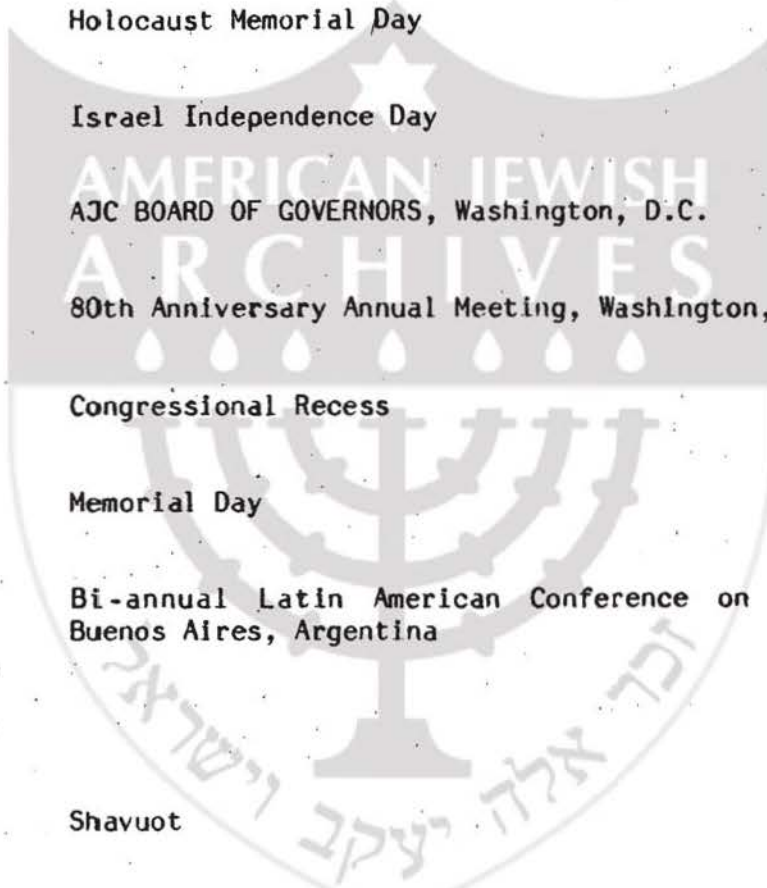 Holocaust Memorial Day
Israel Independence Day
AMERICAN JEWISH
AJC BOARD OF GOVERNORS, Washington, D.C.
ARCHIVES
80th Anniversary Annual Meeting, Washington,
Congressional Recess
Memorial Day
Bi-annual Latin American Conference on
Buenos Aires, Argentina
Shavuot
זכר אלה יעקב וישראל